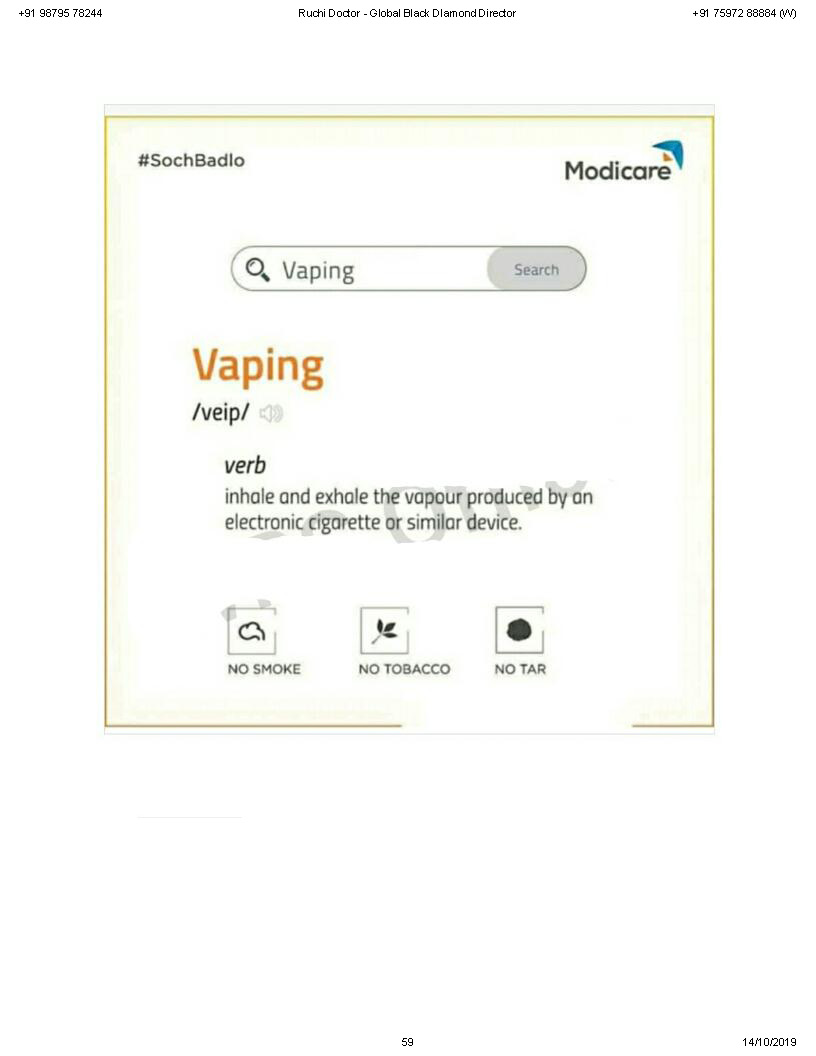 +91 98795 78244 Ruchi Doctor - Global Black DIamond Director +91 75972 88884 (W)
#SochBadlo
Modicare
Vaping Search
Vaping
/veip/
verb
inhale and exhale the vapour produced by an
electronic cigarette or similar device.
NO SMOKE NO TOBACCO NO TAR
59 14/10/2019